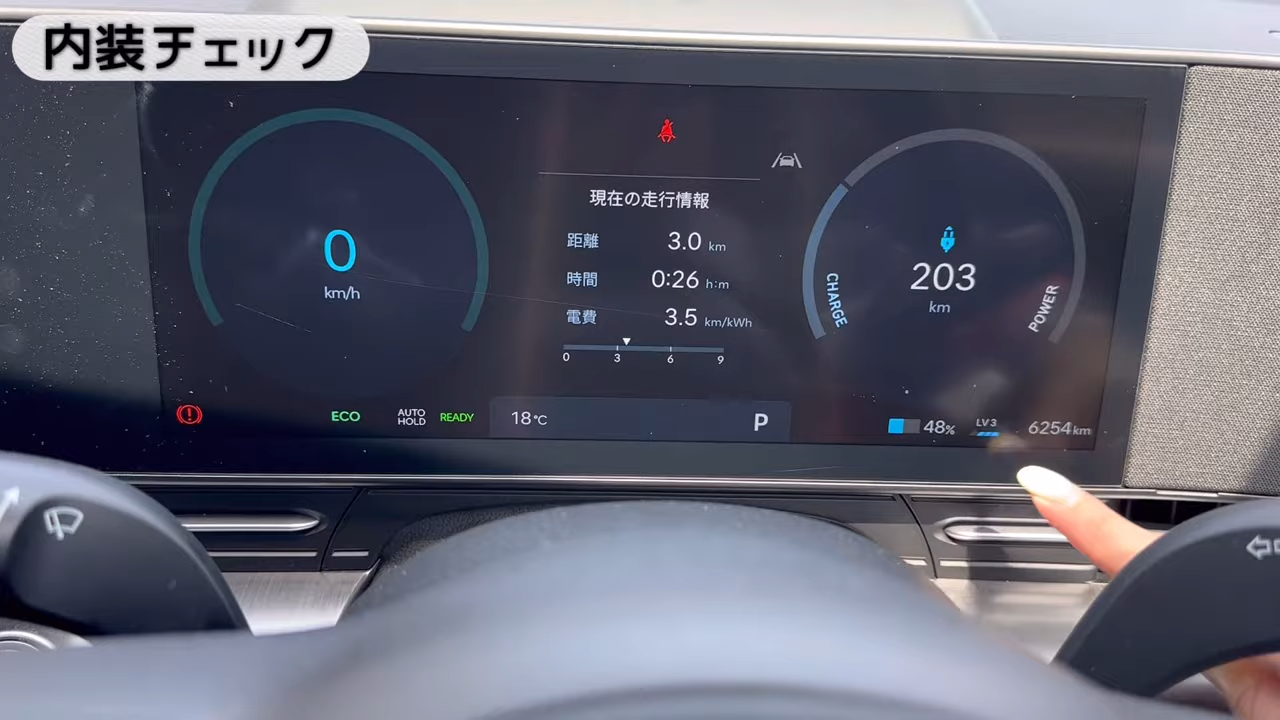 内装チェック
0
km/h
現在の走行情報
距離 3.0 km
時間 0:26 h:m
電費 3.5 km/kWh
0 3 6 9
203
km
CHARGE
POWER
ECO
AUTO HOLD
READY
18°C
P
48%
LV 3
6254 km